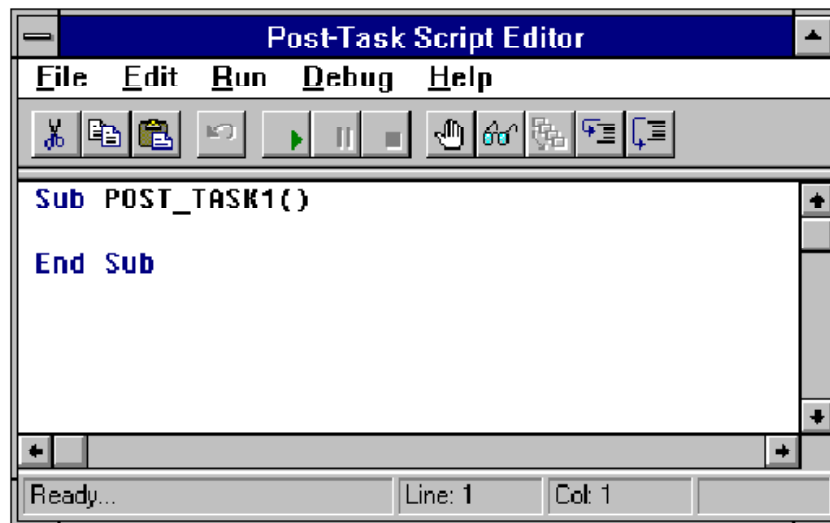 Post-Task Script Editor
File Edit Run Debug Help
Sub POST_TASK1()
End Sub
Ready... Line: 1 Col: 1